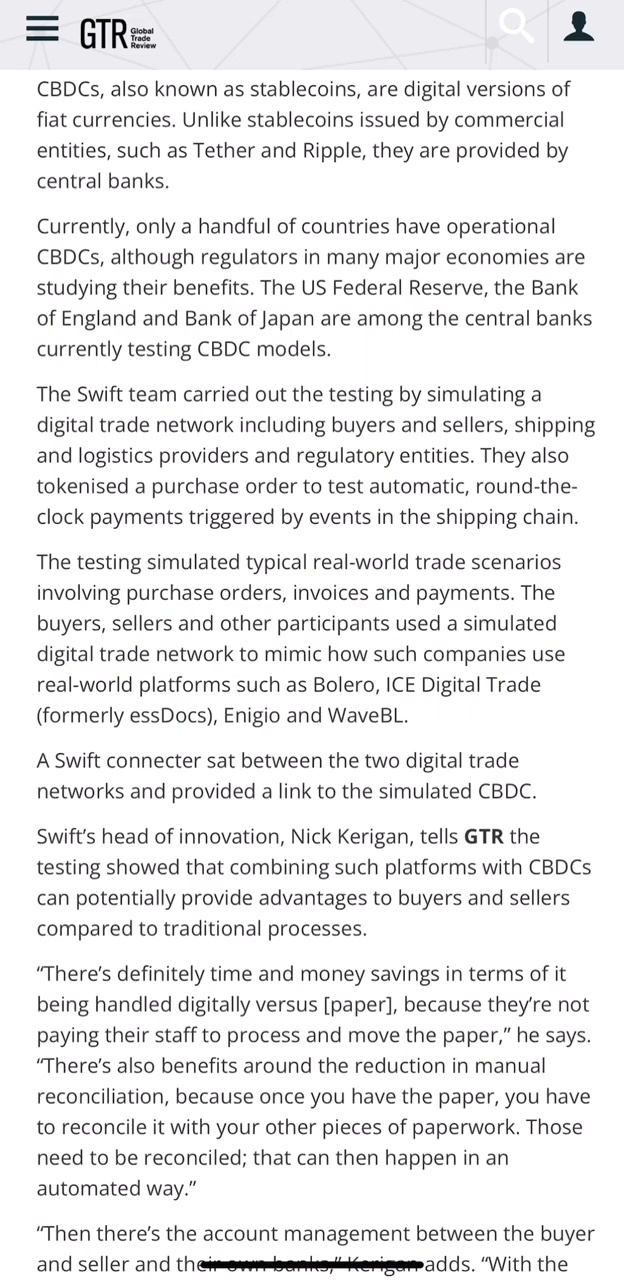 GTR Global
Trade
Review
CBDCs, also known as stablecoins, are digital versions of
fiat currencies. Unlike stablecoins issued by commercial
entities, such as Tether and Ripple, they are provided by
central banks.
Currently, only a handful of countries have operational
CBDCs, although regulators in many major economies are
studying their benefits. The US Federal Reserve, the Bank
of England and Bank of Japan are among the central banks
currently testing CBDC models.
The Swift team carried out the testing by simulating a
digital trade network including buyers and sellers, shipping
and logistics providers and regulatory entities. They also
tokenised a purchase order to test automatic, round-the-
clock payments triggered by events in the shipping chain.
The testing simulated typical real-world trade scenarios
involving purchase orders, invoices and payments. The
buyers, sellers and other participants used a simulated
digital trade network to mimic how such companies use
real-world platforms such as Bolero, ICE Digital Trade
(formerly essDocs), Enigio and WaveBL.
A Swift connecter sat between the two digital trade
networks and provided a link to the simulated CBDC.
Swift’s head of innovation, Nick Kerigan, tells GTR the
testing showed that combining such platforms with CBDCs
can potentially provide advantages to buyers and sellers
compared to traditional processes.
“There’s definitely time and money savings in terms of it
being handled digitally versus [paper], because they’re not
paying their staff to process and move the paper,” he says.
“There’s also benefits around the reduction in manual
reconciliation, because once you have the paper, you have
to reconcile it with your other pieces of paperwork. Those
need to be reconciled; that can then happen in an
automated way.”
“Then there’s the account management between the buyer
and seller and their own banks,” Kerigan adds. “With the